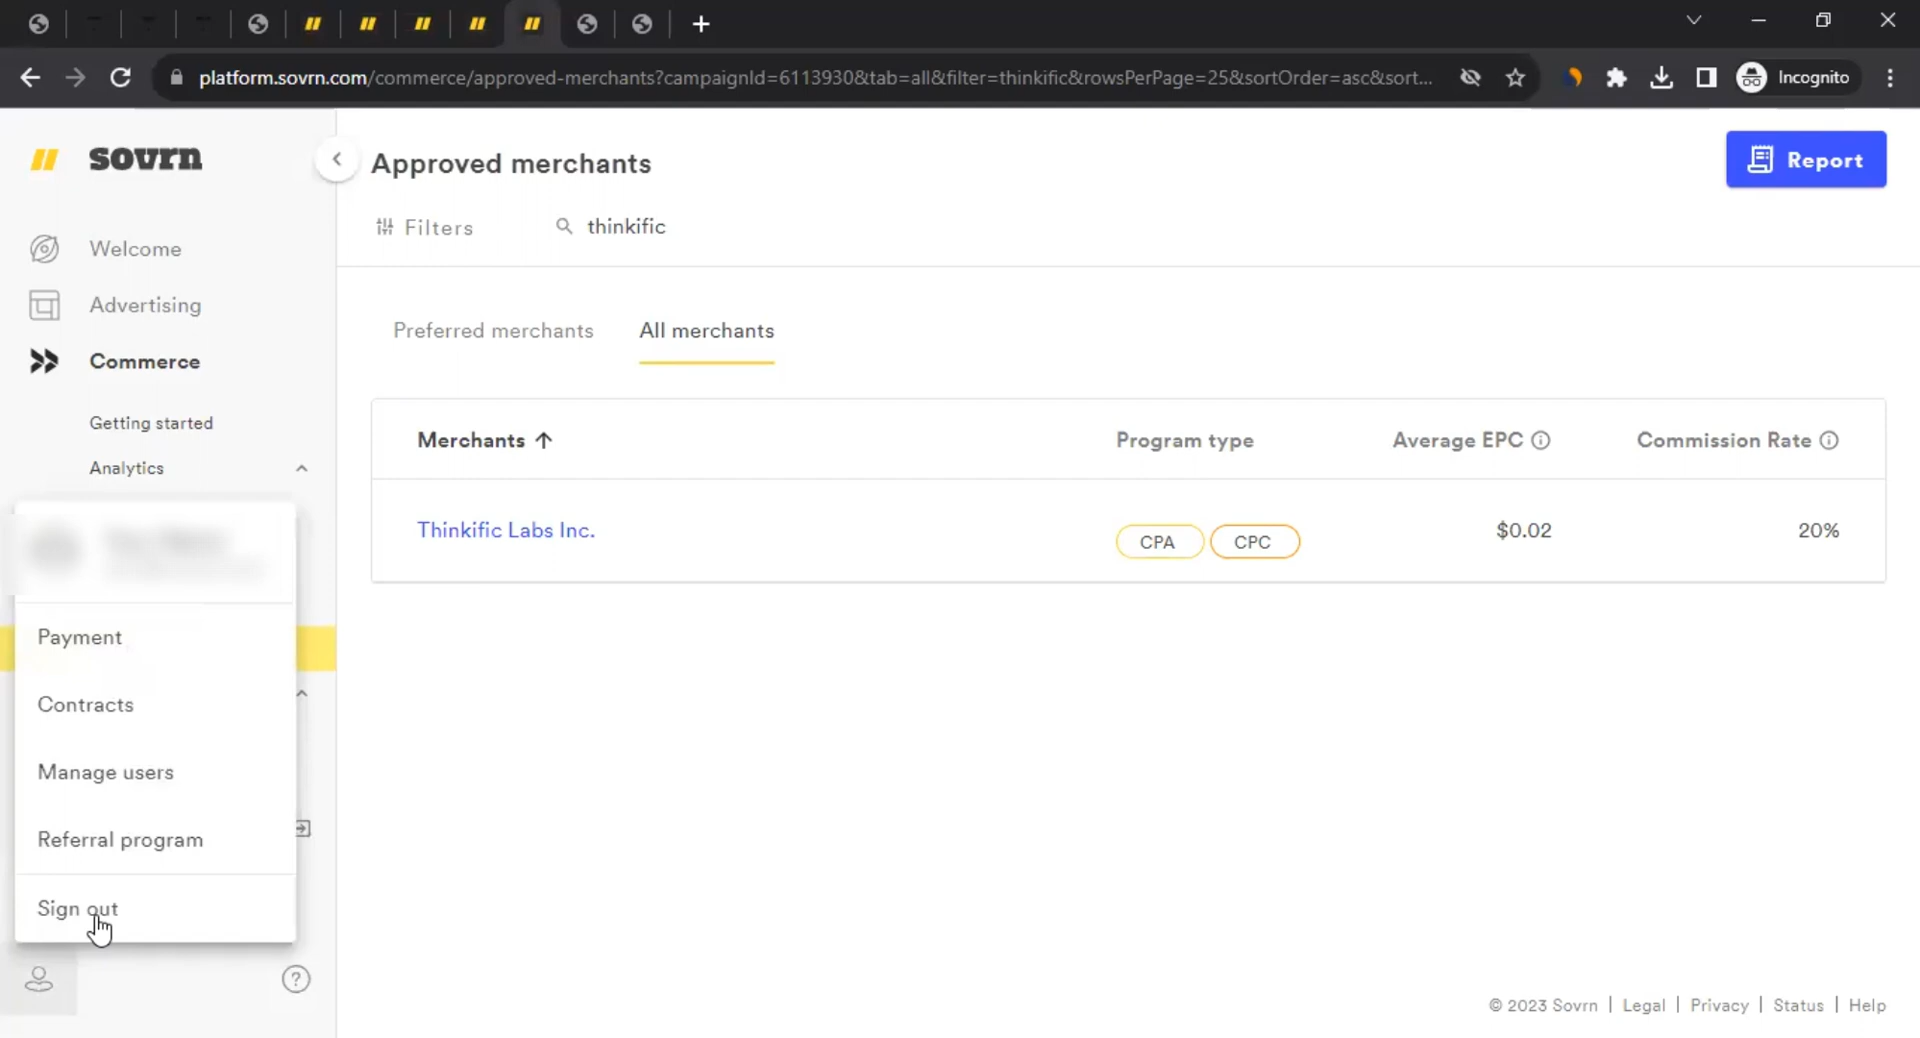 platform.sovrn.com/commerce/approved-merchants?campaignId=6113930&tab=all&filter=thinkific&rowsPerPage=25&sortOrder=asc&sort...
Incognito
sovrn
Approved merchants
Report
Filters
thinkific
Welcome
Advertising
Commerce
Getting started
Analytics
Preferred merchants
All merchants
Merchants
Program type
Average EPC
Commission Rate
Thinkific Labs Inc.
CPA
CPC
$0.02
20%
Payment
Contracts
Manage users
Referral program
Sign out
© 2023 Sovrn | Legal | Privacy | Status | Help